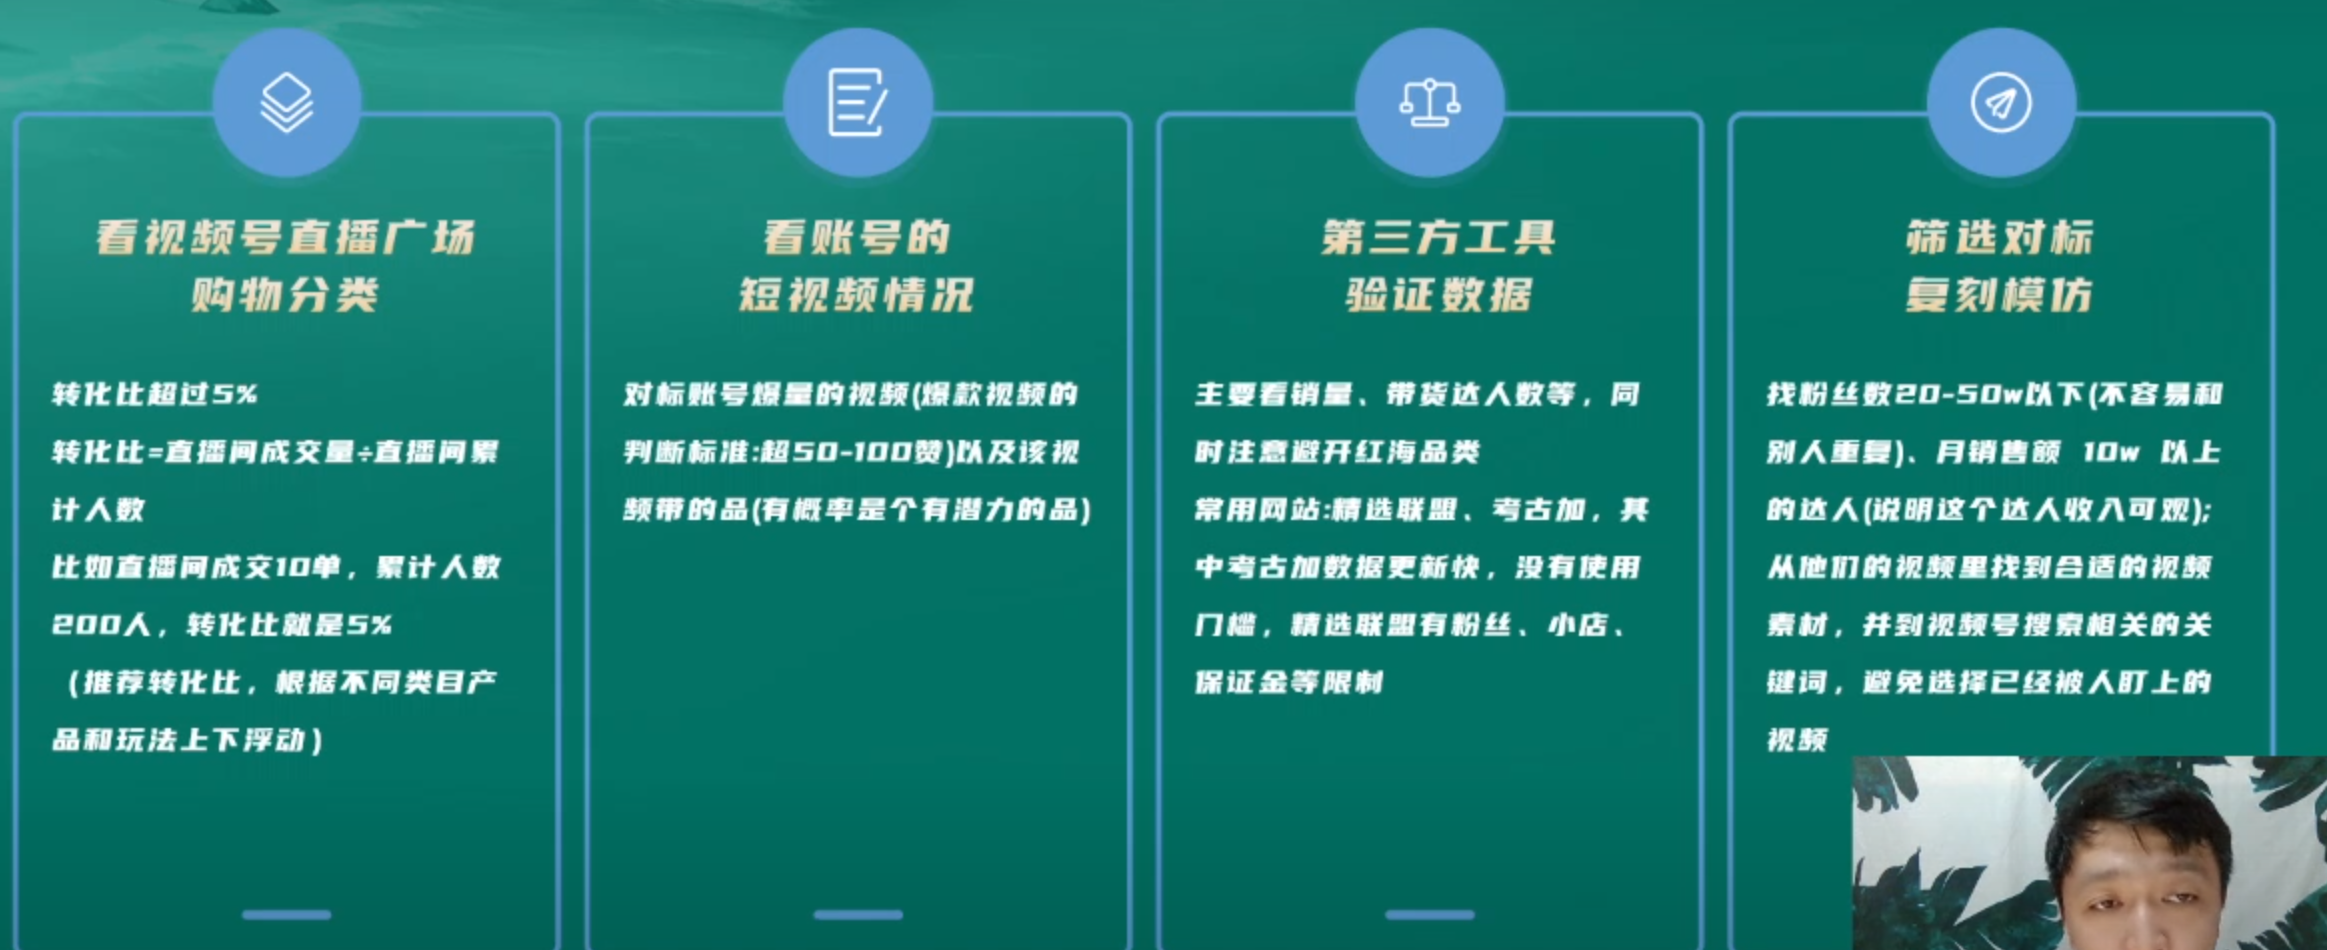 看视频号直播广场
购物分类
转化比超过5%
转化比=直播间成交量÷直播间累
计人数
比如直播间成交10单，累计人数
200人，转化比就是5%
（推荐转化比，根据不同类目产
品和玩法上下浮动）
看账号的
短视频情况
对标账号爆量的视频(爆款视频的
判断标准:超50-100赞)以及该视
频带的品(有概率是个有潜力的品)
第三方工具
验证数据
主要看销量、带货达人数等，同
时注意避开红海品类
常用网站:精选联盟、考古加，其
中考古加数据更新快，没有使用
门槛，精选联盟有粉丝、小店、
保证金等限制
筛选对标
复刻模仿
找粉丝数20-50w以下(不容易和
别人重复)、月销售额 10w 以上
的达人(说明这个达人收入可观);
从他们的视频里找到合适的视频
素材，并到视频号搜索相关的关
键词，避免选择已经被人盯上的
视频